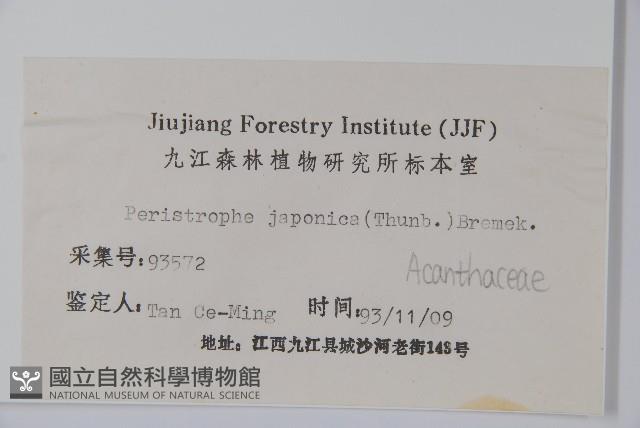 Jiujiang Forestry Institute (JJF)
九江森林植物研究所标本室
Peristrophe japonica(Thunb.)Bremek.
采集号:93572
Acanthaceae
鉴定人:Tan Ce-Ming 时间:93/11/09
地址:江西九江县城沙河老街143号
國立自然科學博物館
NATIONAL MUSEUM OF NATURAL SCIENCE